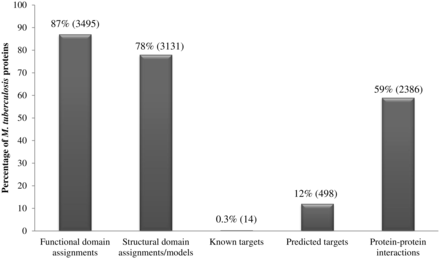 Percentage of M. tuberculosis proteins
100
90
80
70
60
50
40
30
20
10
0
87% (3495)
78% (3131)
0.3% (14)
12% (498)
59% (2386)
Functional domain
assignments
Structural domain
assignments/models
Known targets
Predicted targets
Protein-protein
interactions